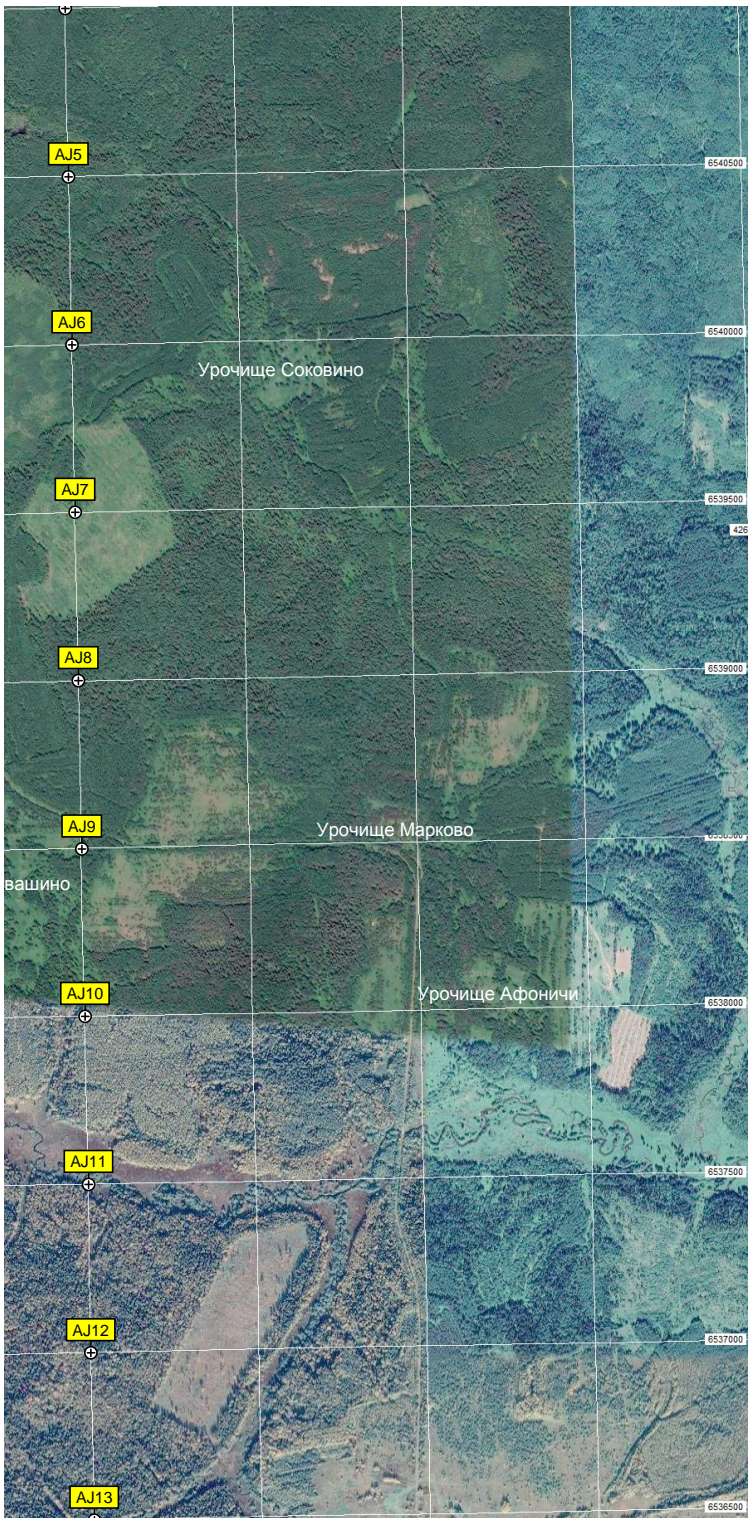 AJ5
6540500
AJ6
6540000
Урочище Соковино
AJ7
6539500
426
AJ8
6539000
AJ9
Урочище Марково
6538500
вашино
AJ10
Урочище Афоничи
6538000
AJ11
6537500
AJ12
6537000
AJ13
6536500